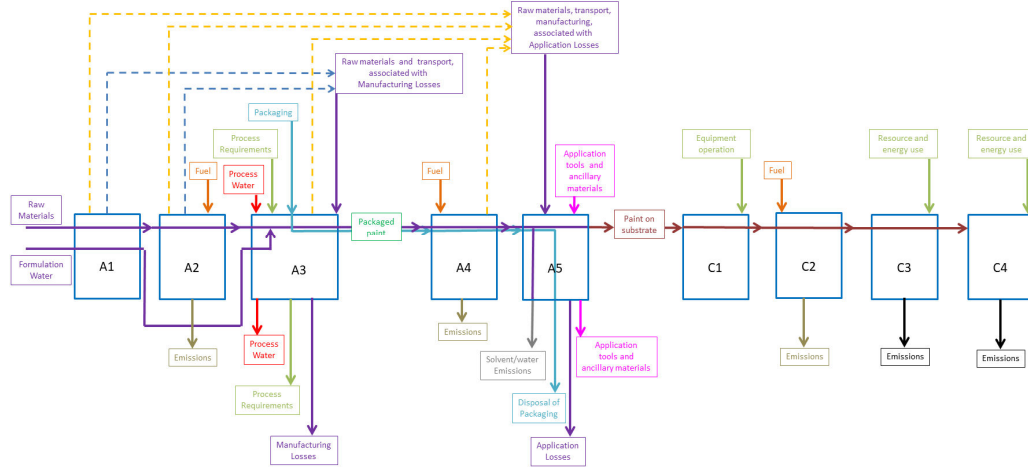 Raw materials, transport,
manufacturing,
associated with
Application Losses
Raw materials and transport,
associated with
Manufacturing Losses
Packaging
Process
Requirements
Equipment
operation
Resource and
energy use
Resource and
energy use
Fuel
Process
Water
Fuel
Application
tools and
ancillary
materials
Fuel
Raw
Materials
Packaged
paint
Paint on
substrate
Formulation
Water
A1
A2
A3
A4
A5
C1
C2
C3
C4
Emissions
Process
Water
Emissions
Solvent/water
Emissions
Application
tools and
ancillary materials
Emissions
Emissions
Emissions
Process
Requirements
Disposal of
Packaging
Manufacturing
Losses
Application
Losses